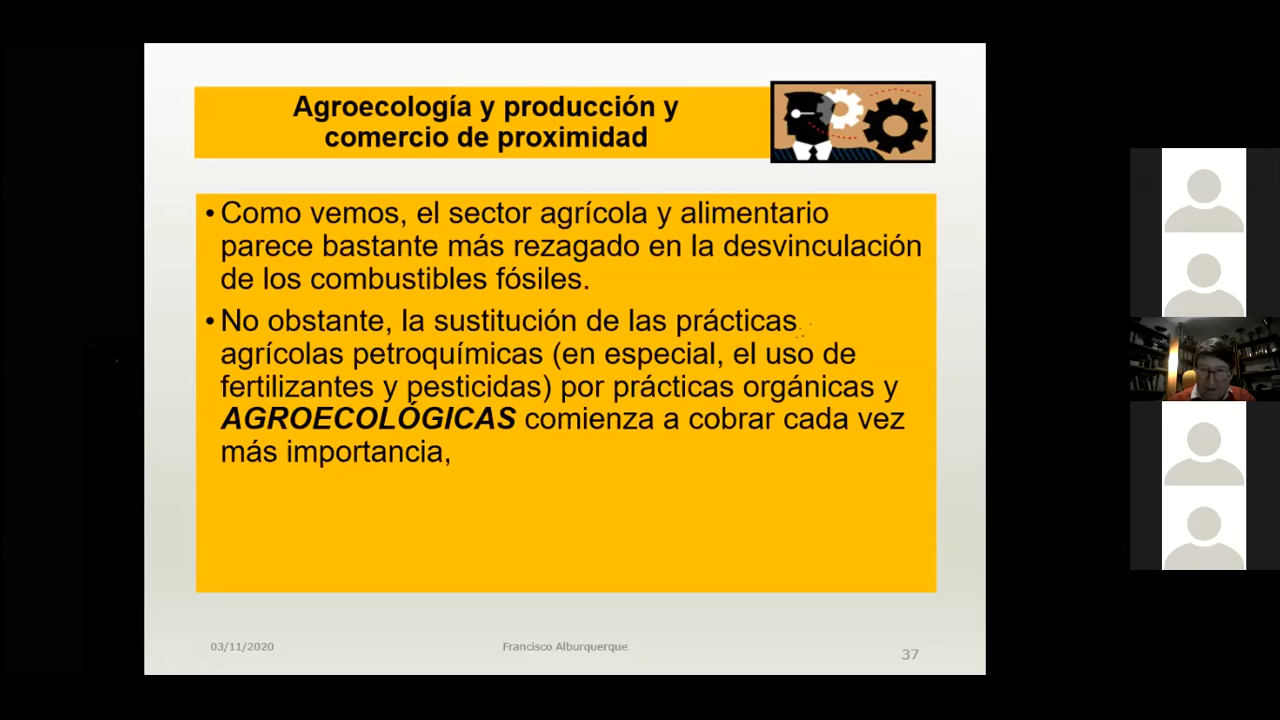 Agroecología y producción y
comercio de proximidad
• Como vemos, el sector agrícola y alimentario
parece bastante más rezagado en la desvinculación
de los combustibles fósiles.
• No obstante, la sustitución de las prácticas
agrícolas petroquímicas (en especial, el uso de
fertilizantes y pesticidas) por prácticas orgánicas y
AGROECOLÓGICAS comienza a cobrar cada vez
más importancia,
03/11/2020
Francisco Alburquerque
37